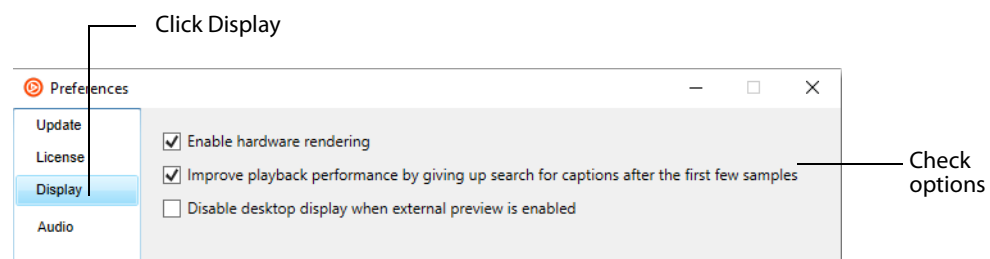 Click Display
Preferences
Update
License
Display
Audio
Enable hardware rendering
Improve playback performance by giving up search for captions after the first few samples
Disable desktop display when external preview is enabled
Check
options